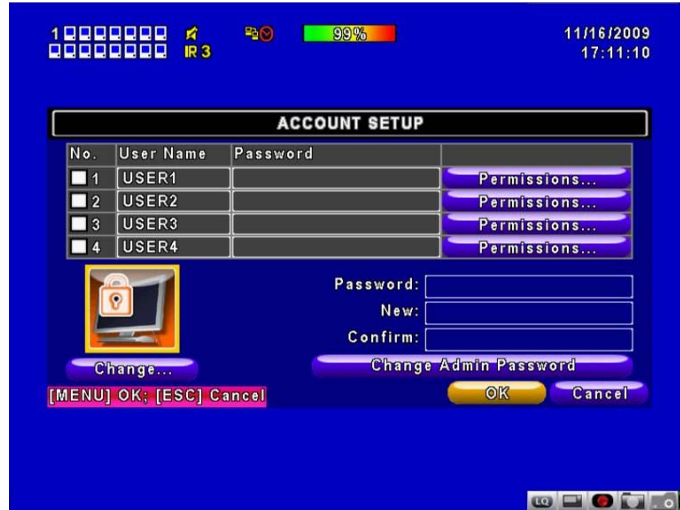 1 99% 11/16/2009
IR 3 17:11:10
ACCOUNT SETUP
No. User Name Password
1 USER1 Permissions...
2 USER2 Permissions...
3 USER3 Permissions...
4 USER4 Permissions...
Password:
New:
Confirm:
Change... Change Admin Password
[MENU] OK; [ESC] Cancel OK Cancel
LQ